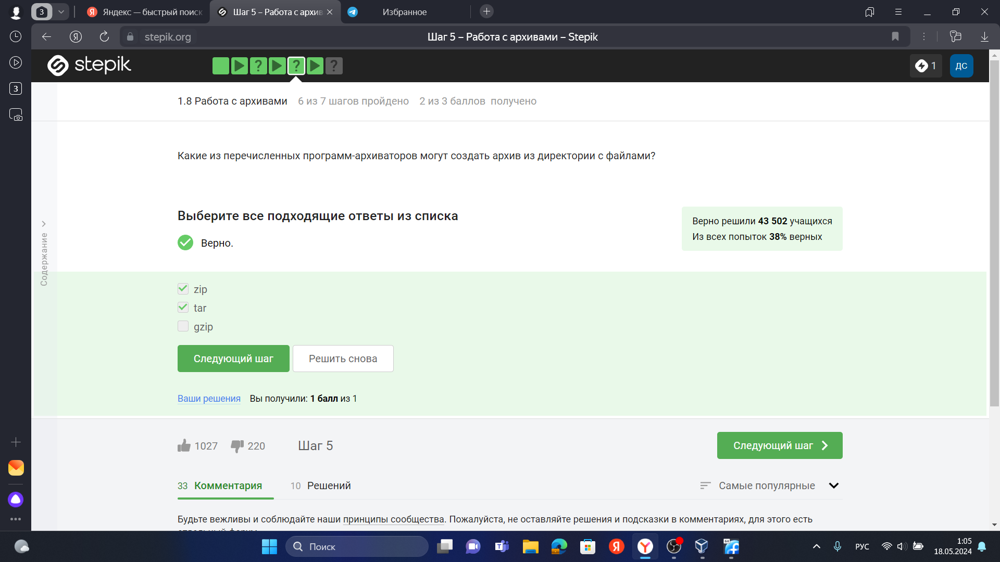 3
Яндекс — быстрый поиск
Шаг 5 – Работа с архив
Избранное
Я
stepik.org
Шаг 5 – Работа с архивами – Stepik
3
stepik
?
?
?
1
ДС
1.8 Работа с архивами 6 из 7 шагов пройдено 2 из 3 баллов получено
Какие из перечисленных программ-архиваторов могут создать архив из директории с файлами?
Содержание
Выберите все подходящие ответы из списка
Верно.
Верно решили 43 502 учащихся
Из всех попыток 38% верных
zip
tar
gzip
Следующий шаг
Решить снова
Ваши решения Вы получили: 1 балл из 1
1027
220
Шаг 5
Следующий шаг
33 Комментария
10 Решений
Самые популярные
Будьте вежливы и соблюдайте наши принципы сообщества. Пожалуйста, не оставляйте решения и подсказки в комментариях, для этого есть
Поиск
Я
64
РУС
1:05
18.05.2024